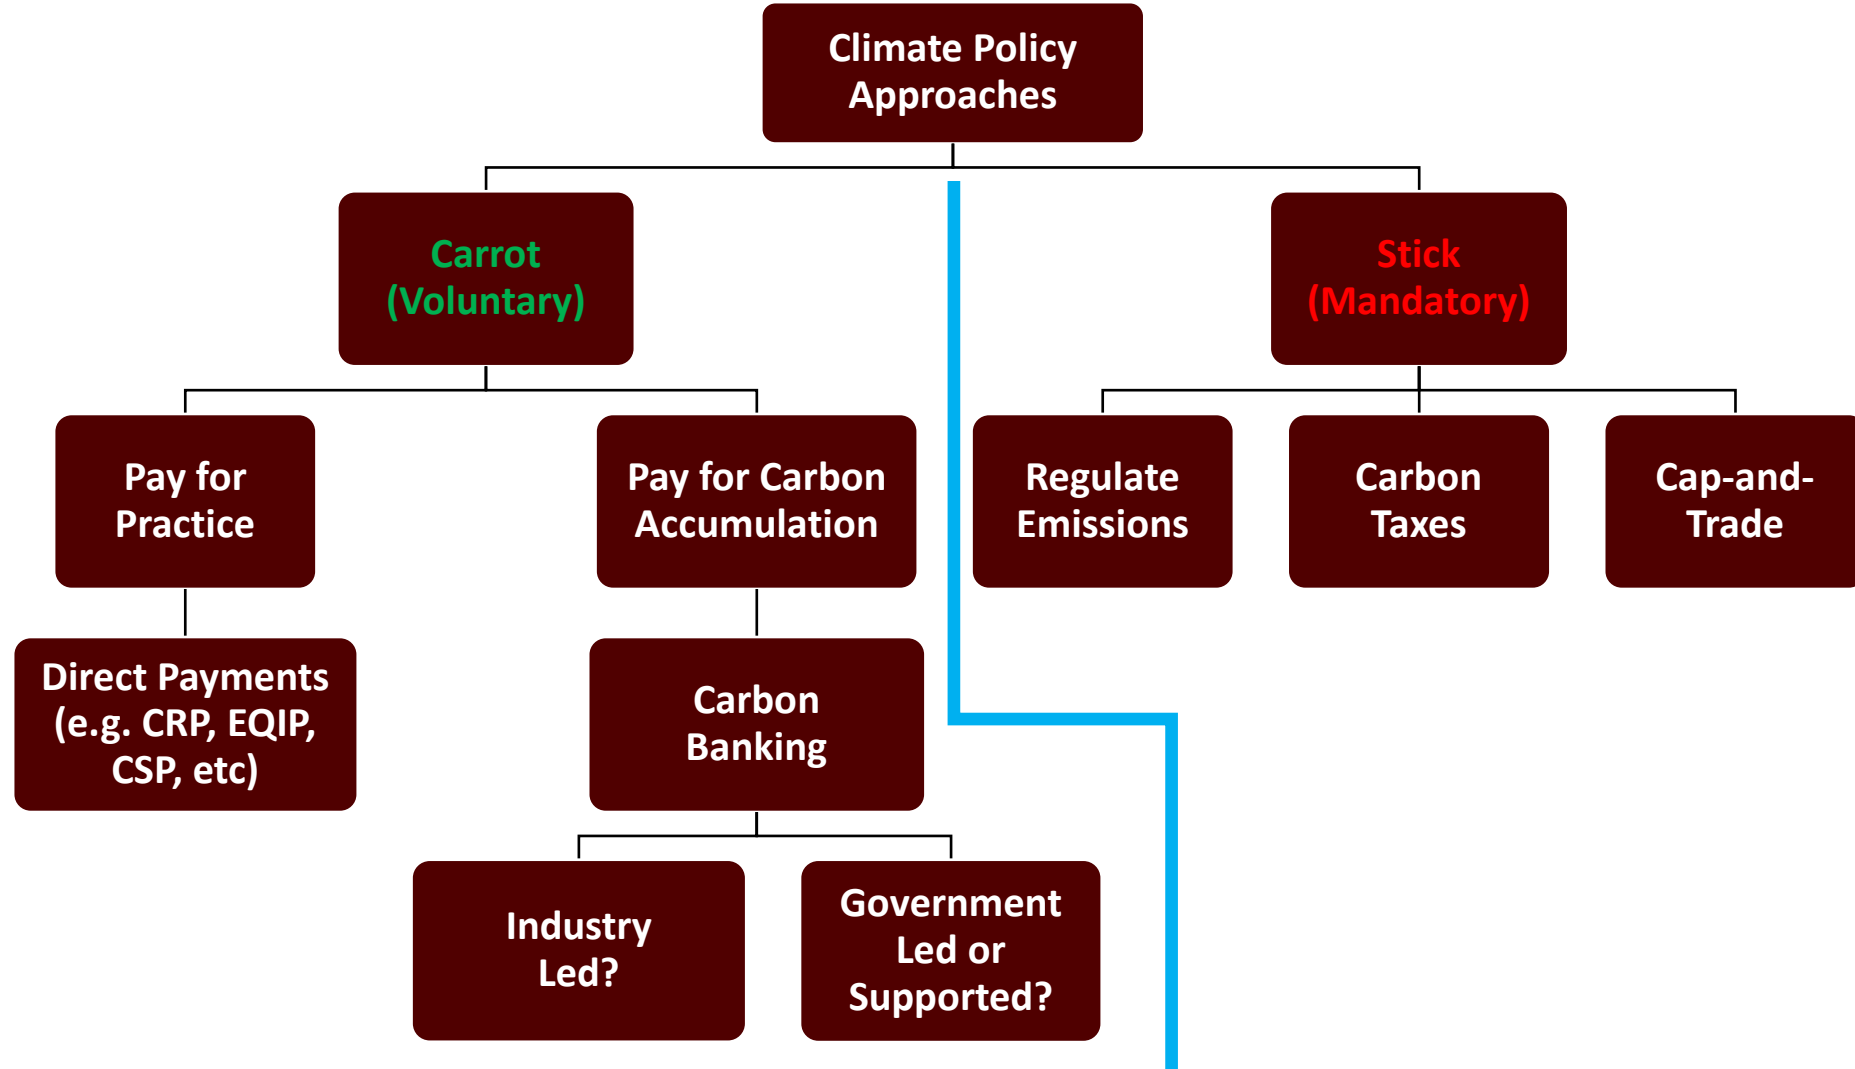 Climate Policy
Approaches
Carrot
(Voluntary)
Stick
(Mandatory)
Pay for
Practice
Pay for Carbon
Accumulation
Regulate
Emissions
Carbon
Taxes
Cap-and-
Trade
Direct Payments
(e.g. CRP, EQIP,
CSP, etc)
Carbon
Banking
Industry
Led?
Government
Led or
Supported?